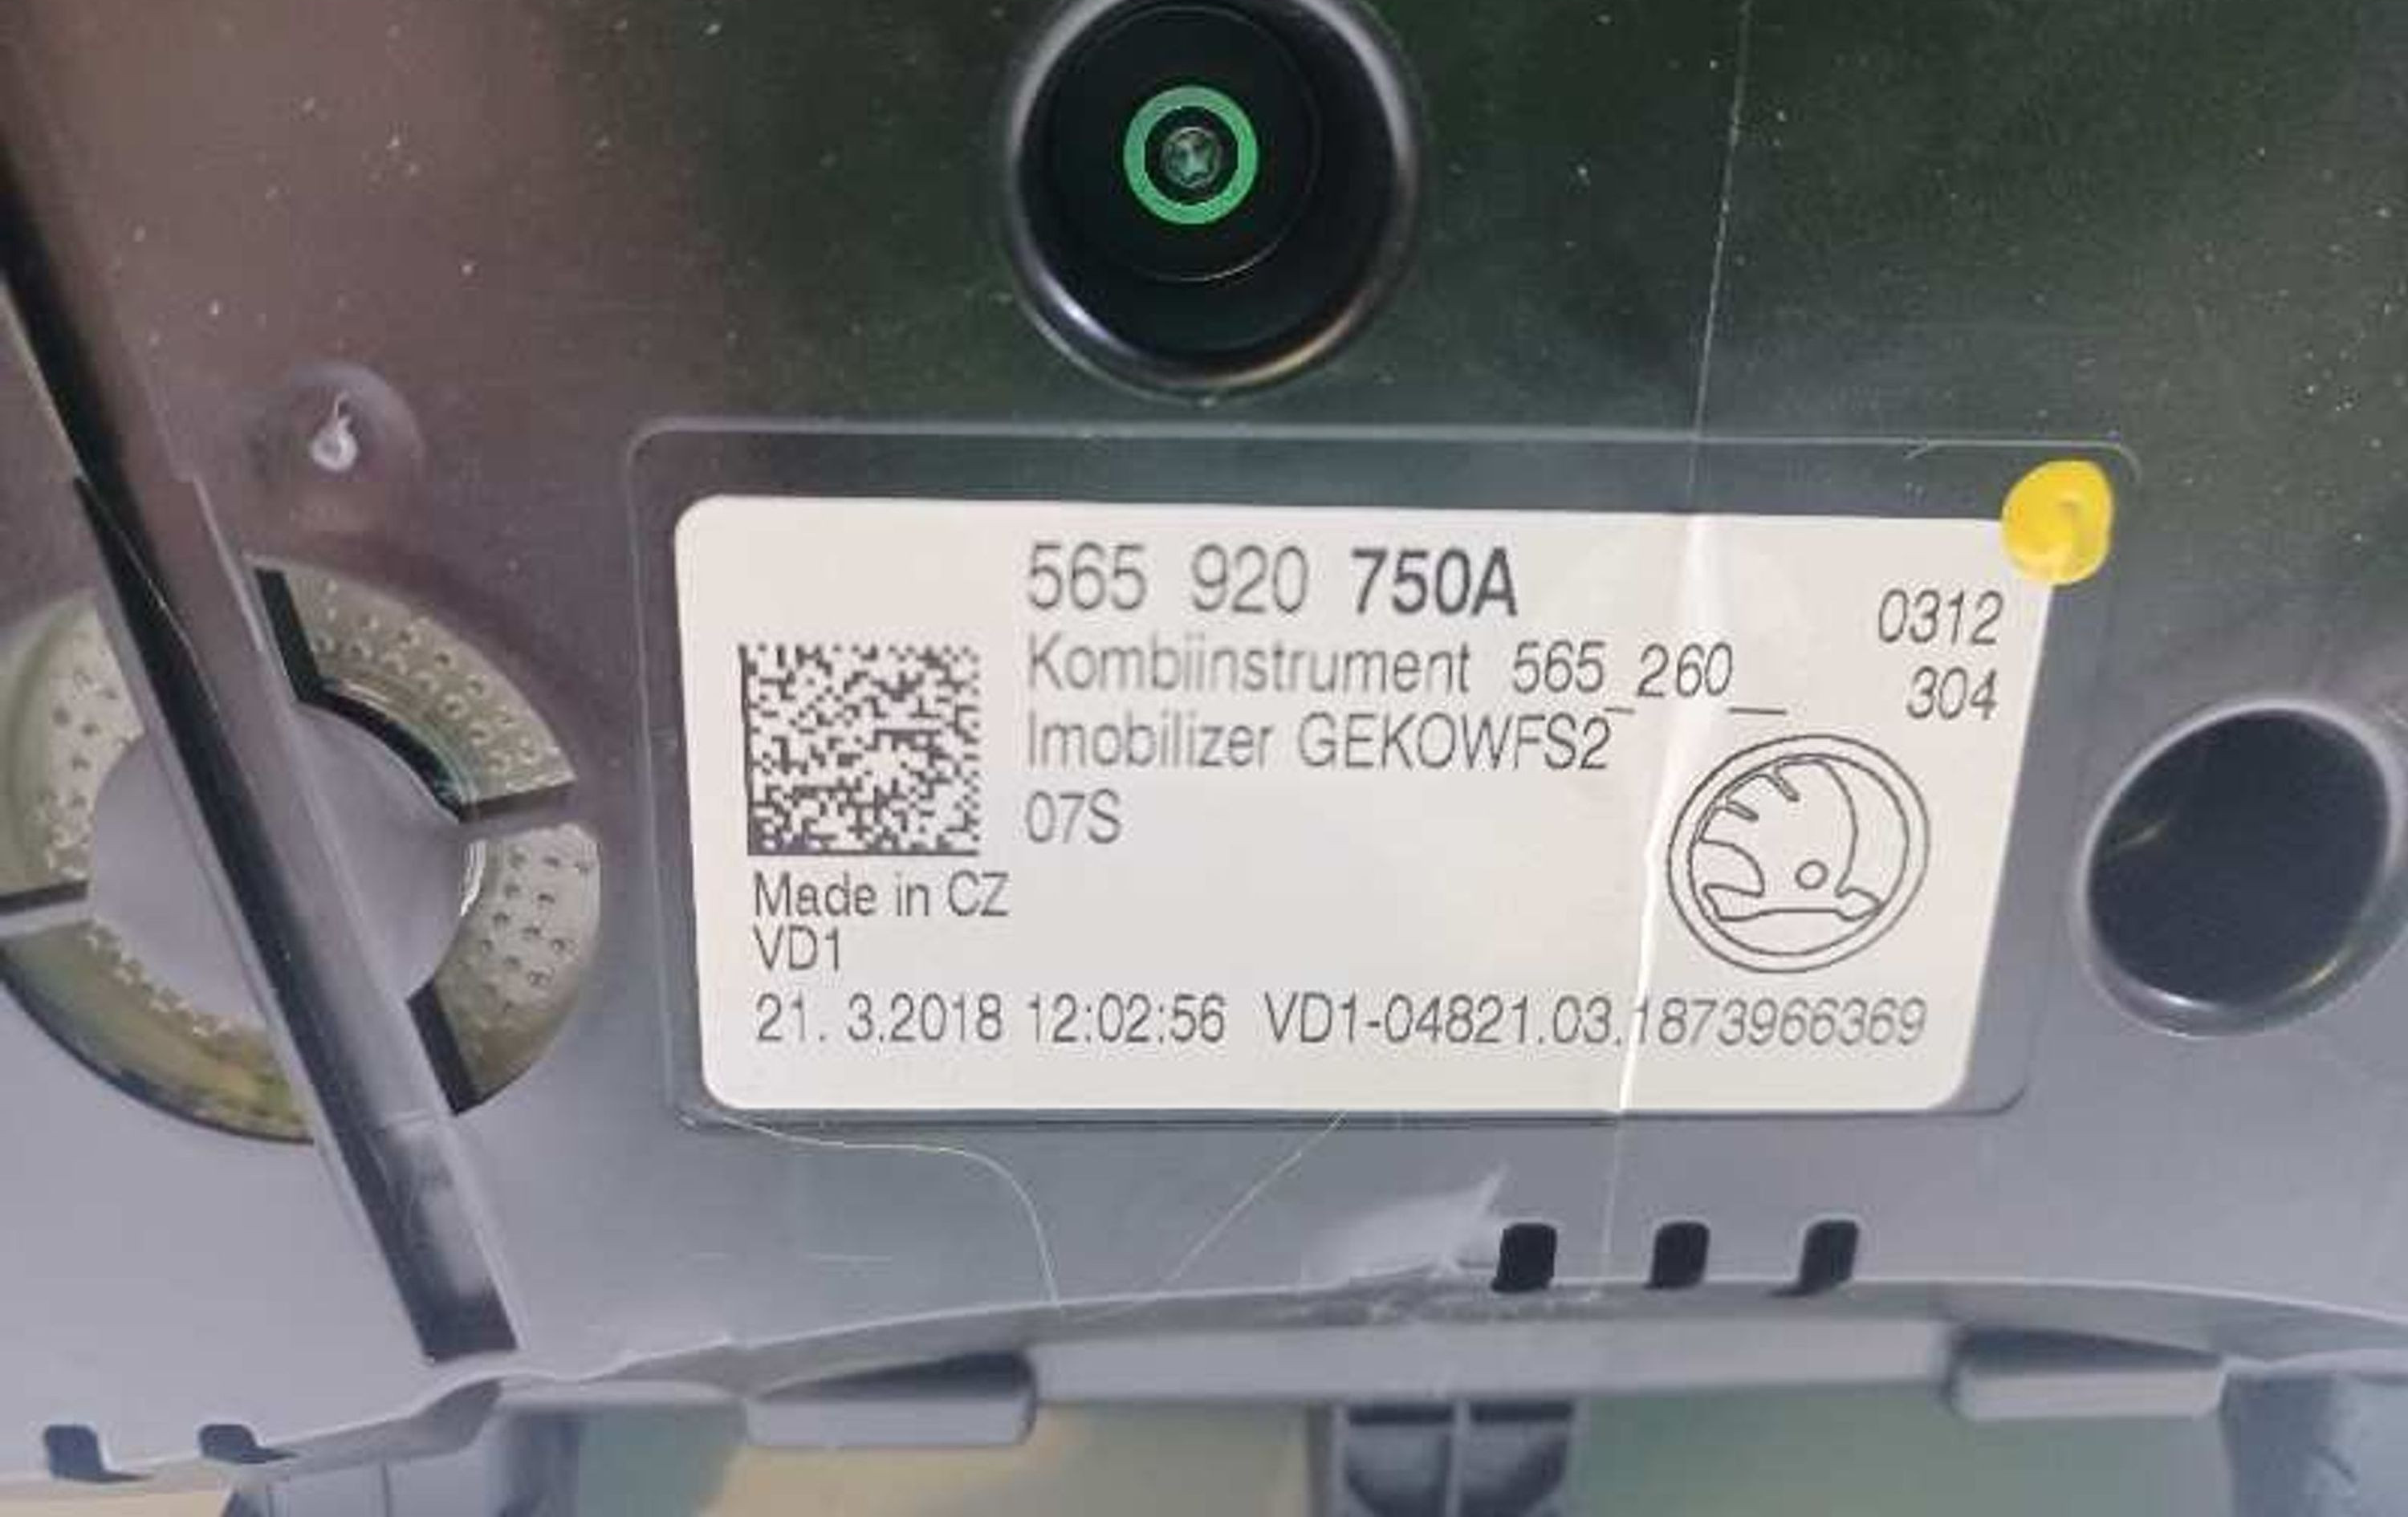 565 920 750A
0312
Kombiinstrument 565_260__
304
Imobilizer GEKOWFS2
07S
Made in CZ
VD1
21. 3.2018 12:02:56 VD1-04821.03.1873966369